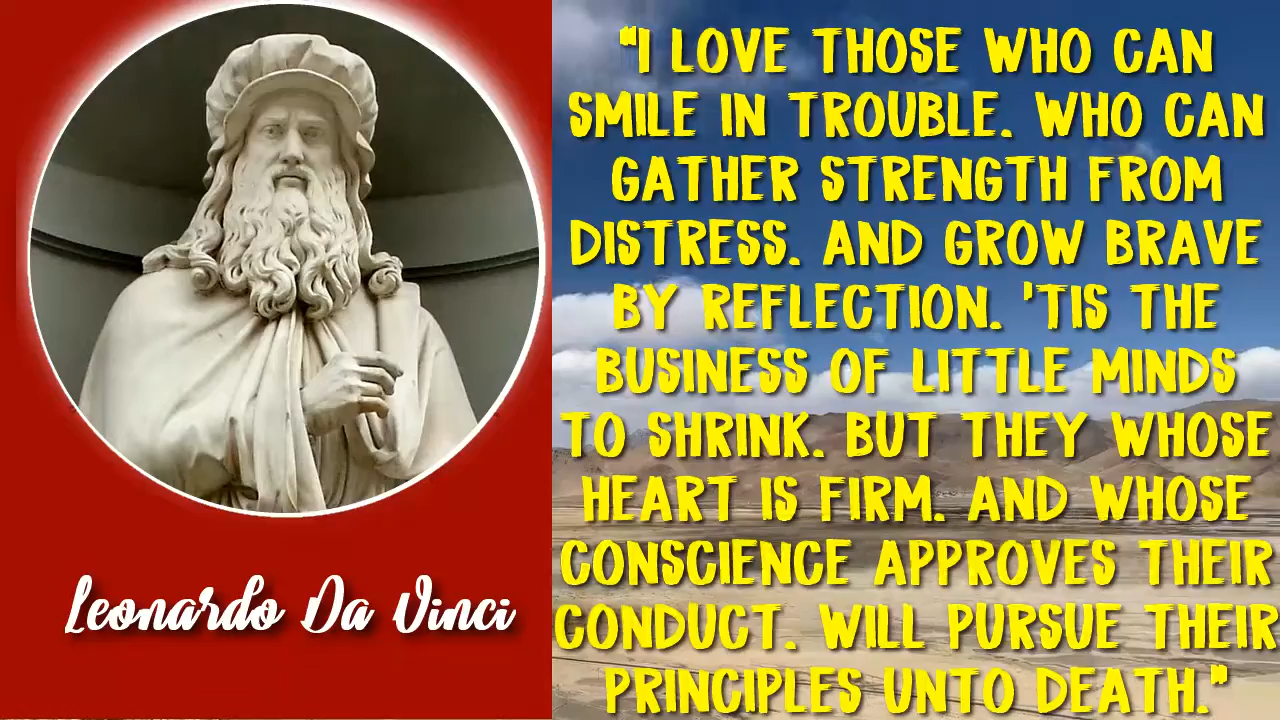 Leonardo Da Vinci
"I LOVE THOSE WHO CAN
SMILE IN TROUBLE. WHO CAN
GATHER STRENGTH FROM
DISTRESS. AND GROW BRAVE
BY REFLECTION. 'TIS THE
BUSINESS OF LITTLE MINDS
TO SHRINK. BUT THEY WHOSE
HEART IS FIRM. AND WHOSE
CONSCIENCE APPROVES THEIR
CONDUCT. WILL PURSUE THEIR
PRINCIPLES UNTO DEATH."